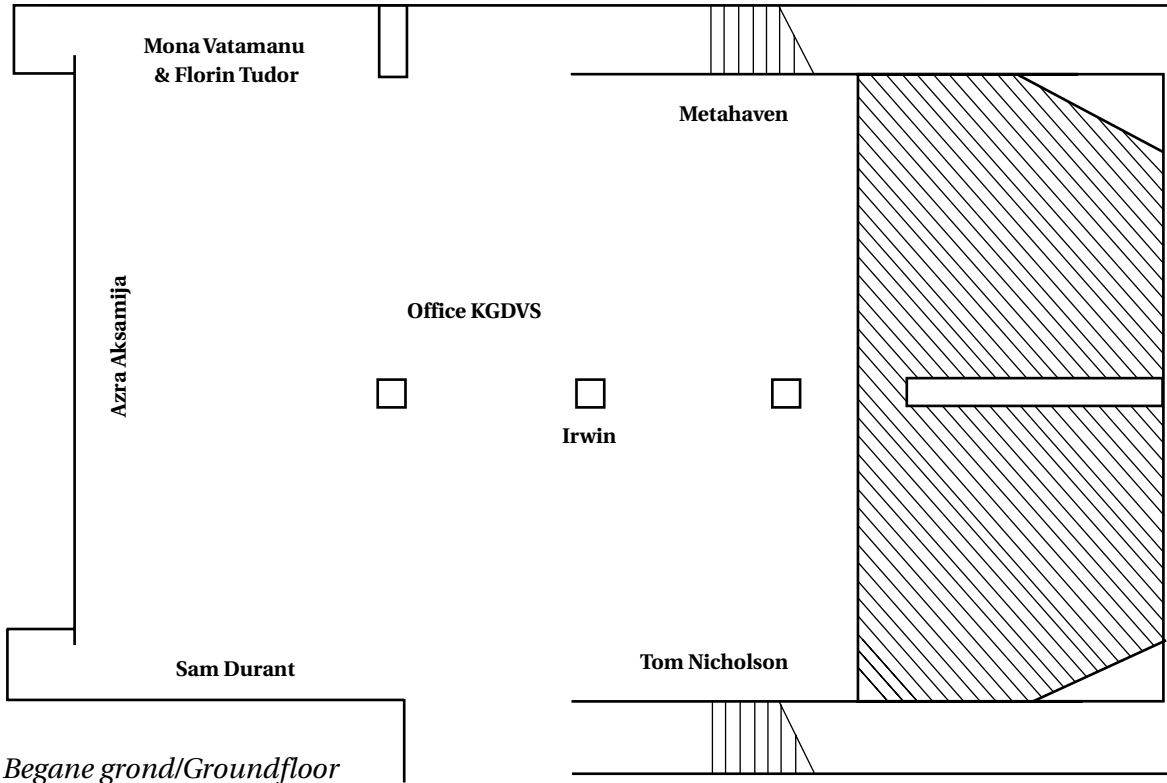 Mona Vatamanu
& Florin Tudor
Metahaven
Azra Aksamija
Office KGDVS
Irwin
Sam Durant
Tom Nicholson
Begane grond/Groundfloor